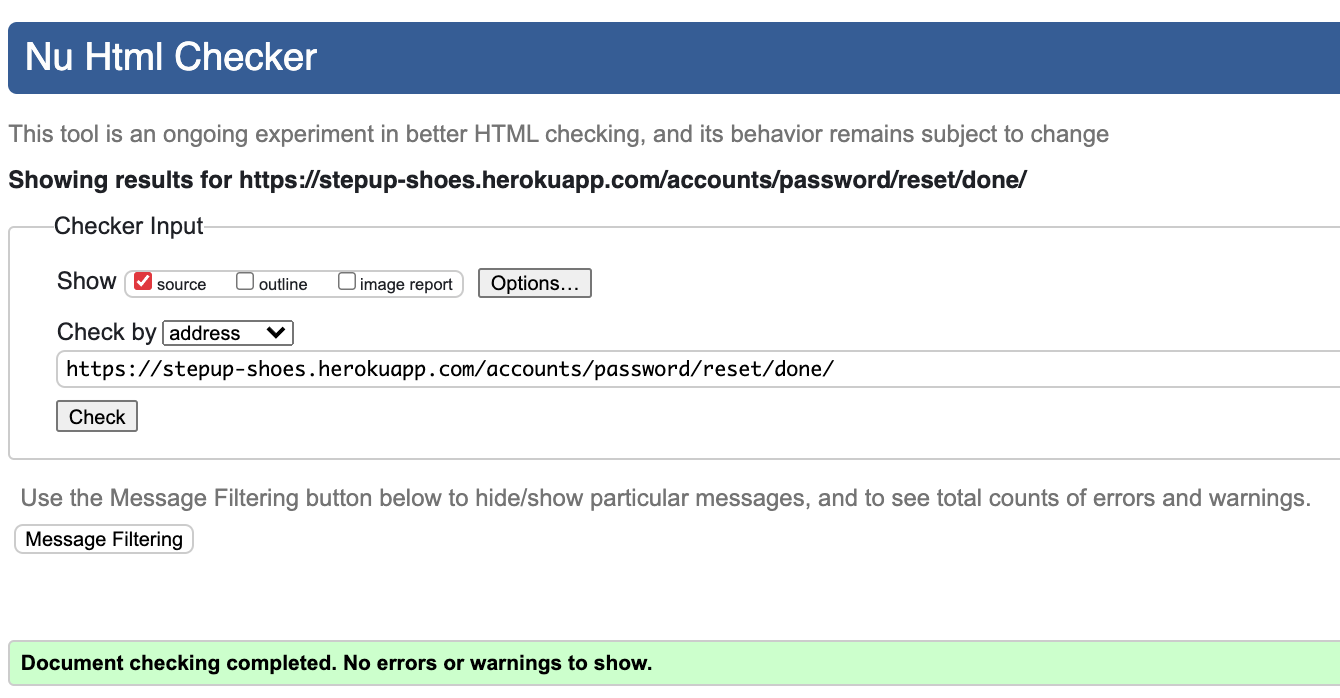 Nu Html Checker
This tool is an ongoing experiment in better HTML checking, and its behavior remains subject to change
Showing results for https://stepup-shoes.herokuapp.com/accounts/password/reset/done/
Checker Input
Show source outline image report Options...
Check by address
https://stepup-shoes.herokuapp.com/accounts/password/reset/done/
Check
Use the Message Filtering button below to hide/show particular messages, and to see total counts of errors and warnings.
Message Filtering
Document checking completed. No errors or warnings to show.